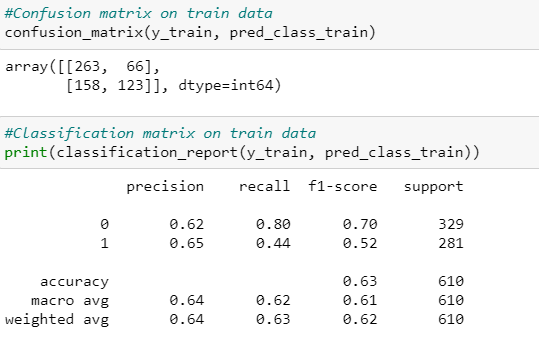 #Confusion matrix on train data
confusion_matrix(y_train, pred_class_train)
array([[263,  66],
       [158, 123]], dtype=int64)
#Classification matrix on train data
print(classification_report(y_train, pred_class_train))
              precision    recall  f1-score   support
           0       0.62      0.80      0.70       329
           1       0.65      0.44      0.52       281
    accuracy                           0.63       610
   macro avg       0.64      0.62      0.61       610
weighted avg       0.64      0.63      0.62       610